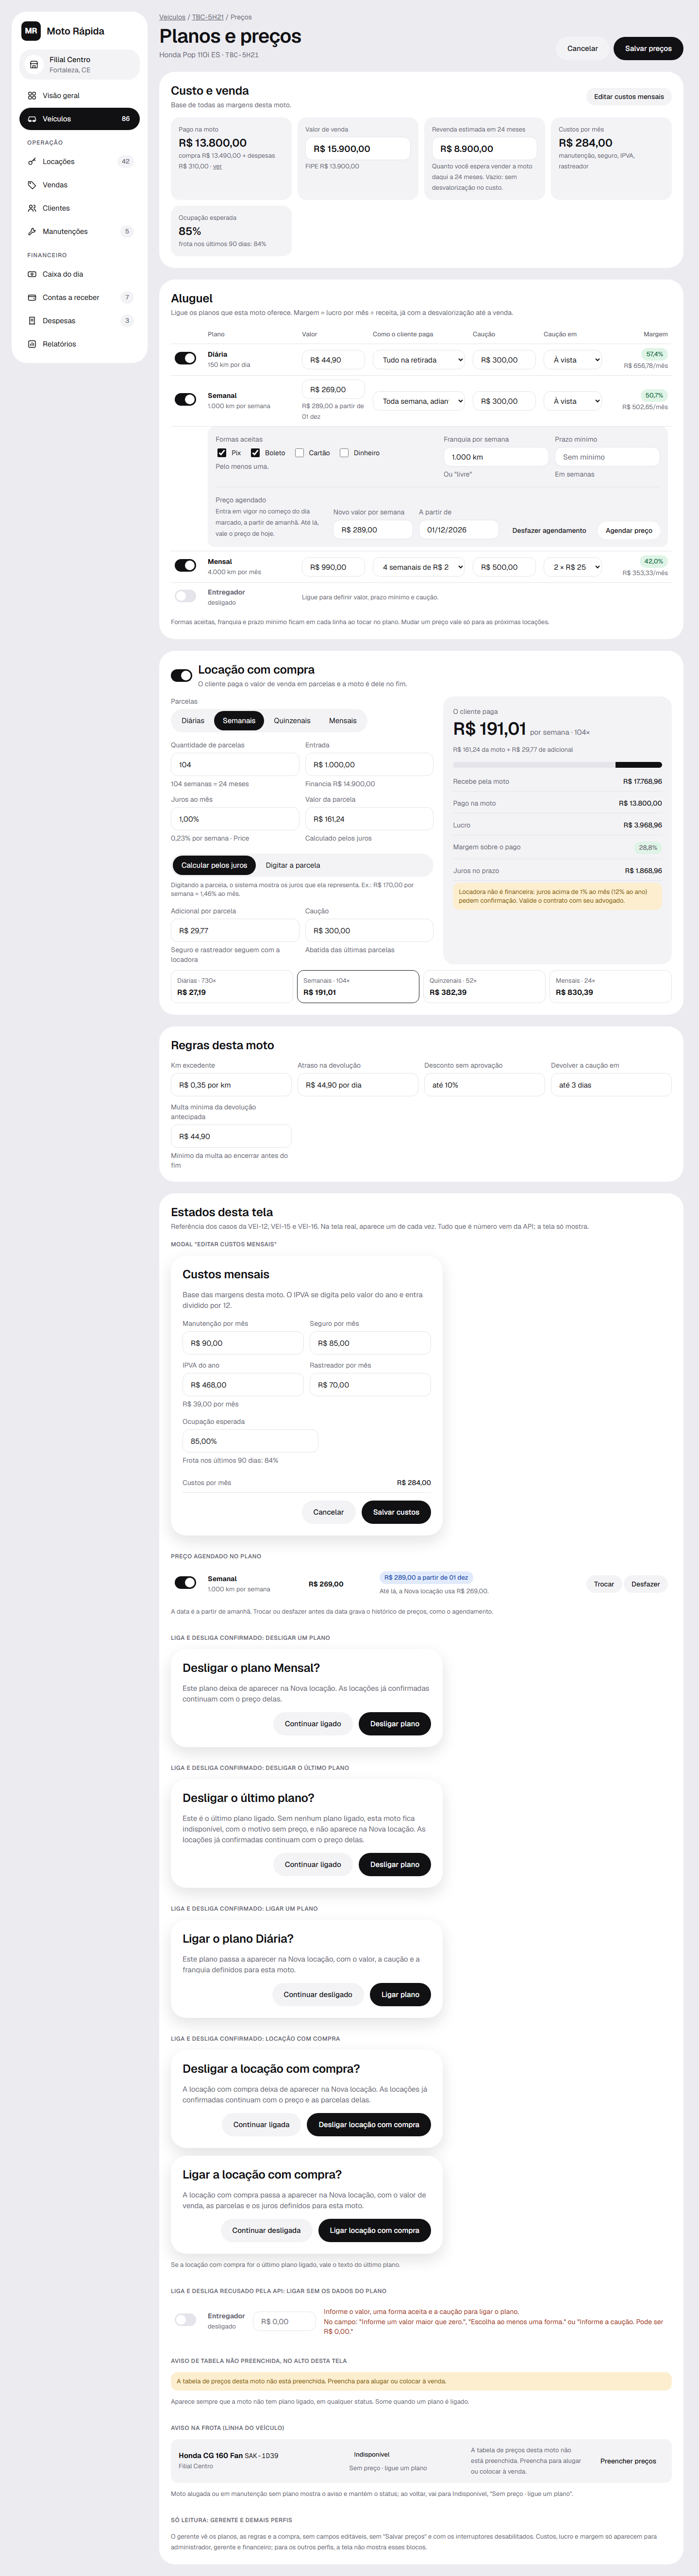 MR Moto Rápida
Filial Centro
Fortaleza, CE
Visão geral
Veículos 86
OPERAÇÃO
Locações 42
Vendas
Clientes
Manutenções 5
FINANCEIRO
Caixa do dia
Contas a receber 7
Despesas 3
Relatórios
Veículos / TBC-5H21 / Preços
Planos e preços
Honda Pop 110i ES · TBC-5H21
Cancelar
Salvar preços
Custo e venda
Base de todas as margens desta moto.
Editar custos mensais
Pago na moto
R$ 13.800,00
compra R$ 13.490,00 + despesas
R$ 310,00 · ver
Valor de venda
R$ 15.900,00
FIPE R$ 13.900,00
Revenda estimada em 24 meses
R$ 8.900,00
Quanto você espera vender a moto
daqui a 24 meses. Vazio: sem
desvalorização no custo.
Custos por mês
R$ 284,00
manutenção, seguro, IPVA,
rastreador
Ocupação esperada
85%
frota nos últimos 90 dias: 84%
Aluguel
Ligue os planos que esta moto oferece. Margem = lucro por mês ÷ receita, já com a desvalorização até a venda.
Plano Valor Como o cliente paga Caução Caução em Margem
Diária
150 km por dia
R$ 44,90
Tudo na retirada
R$ 300,00
À vista
57,4%
R$ 656,78/mês
Semanal
1.000 km por semana
R$ 269,00
R$ 289,00 a partir de
01 dez
Toda semana, adian
R$ 300,00
À vista
50,7%
R$ 502,65/mês
Formas aceitas
Pix Boleto Cartão Dinheiro
Pelo menos uma.
Franquia por semana
1.000 km
Ou "livre"
Prazo mínimo
Sem mínimo
Em semanas
Preço agendado
Entra em vigor no começo do dia
marcado, a partir de amanhã. Até lá,
vale o preço de hoje.
Novo valor por semana
R$ 289,00
A partir de
01/12/2026
Desfazer agendamento
Agendar preço
Mensal
4.000 km por mês
R$ 990,00
4 semanas de R$ 2
R$ 500,00
2 × R$ 25
42,0%
R$ 353,33/mês
Entregador
desligado
Ligue para definir valor, prazo mínimo e caução.
Formas aceitas, franquia e prazo mínimo ficam em cada linha ao tocar no plano. Mudar um preço vale só para as próximas locações.
Locação com compra
O cliente paga o valor de venda em parcelas e a moto é dele no fim.
Parcelas
Diárias Semanais Quinzenais Mensais
Quantidade de parcelas
104
104 semanas = 24 meses
Entrada
R$ 1.000,00
Financia R$ 14.900,00
Juros ao mês
1,00%
0,23% por semana · Price
Valor da parcela
R$ 161,24
Calculado pelos juros
Calcular pelos juros Digitar a parcela
Digitando a parcela, o sistema mostra os juros que ela representa. Ex.: R$ 170,00 por
semana = 1,46% ao mês.
Adicional por parcela
R$ 29,77
Seguro e rastreador seguem com a
locadora
Caução
R$ 300,00
Abatida das últimas parcelas
O cliente paga
R$ 191,01 por semana · 104×
R$ 161,24 da moto + R$ 29,77 de adicional
Recebe pela moto R$ 17.768,96
Pago na moto R$ 13.800,00
Lucro R$ 3.968,96
Margem sobre o pago 28,8%
Juros no prazo R$ 1.868,96
Locadora não é financeira: juros acima de 1% ao mês (12% ao ano)
pedem confirmação. Valide o contrato com seu advogado.
Diárias · 730×
R$ 27,19
Semanais · 104×
R$ 191,01
Quinzenais · 52×
R$ 382,39
Mensais · 24×
R$ 830,39
Regras desta moto
Km excedente
R$ 0,35 por km
Atraso na devolução
R$ 44,90 por dia
Desconto sem aprovação
até 10%
Devolver a caução em
até 3 dias
Multa mínima da devolução
antecipada
R$ 44,90
Mínimo da multa ao encerrar antes do
fim
Estados desta tela
Referência dos casos da VEI-12, VEI-15 e VEI-16. Na tela real, aparece um de cada vez. Tudo que é número vem da API; a tela só mostra.
MODAL "EDITAR CUSTOS MENSAIS"
Custos mensais
Base das margens desta moto. O IPVA se digita pelo valor do ano e entra
dividido por 12.
Manutenção por mês
R$ 90,00
Seguro por mês
R$ 85,00
IPVA do ano
R$ 468,00
R$ 39,00 por mês
Rastreador por mês
R$ 70,00
Ocupação esperada
85,00%
Frota nos últimos 90 dias: 84%
Custos por mês R$ 284,00
Cancelar
Salvar custos
PREÇO AGENDADO NO PLANO
Semanal
1.000 km por semana
R$ 269,00
R$ 289,00 a partir de 01 dez
Até lá, a Nova locação usa R$ 269,00.
Trocar
Desfazer
A data é a partir de amanhã. Trocar ou desfazer antes da data grava o histórico de preços, como o agendamento.
LIGA E DESLIGA CONFIRMADO: DESLIGAR UM PLANO
Desligar o plano Mensal?
Este plano deixa de aparecer na Nova locação. As locações já confirmadas
continuam com o preço delas.
Continuar ligado
Desligar plano
LIGA E DESLIGA CONFIRMADO: DESLIGAR O ÚLTIMO PLANO
Desligar o último plano?
Este é o último plano ligado. Sem nenhum plano ligado, esta moto fica
indisponível, com o motivo sem preço, e não aparece na Nova locação. As
locações já confirmadas continuam com o preço delas.
Continuar ligado
Desligar plano
LIGA E DESLIGA CONFIRMADO: LIGAR UM PLANO
Ligar o plano Diária?
Este plano passa a aparecer na Nova locação, com o valor, a caução e a
franquia definidos para esta moto.
Continuar desligado
Ligar plano
LIGA E DESLIGA CONFIRMADO: LOCAÇÃO COM COMPRA
Desligar a locação com compra?
A locação com compra deixa de aparecer na Nova locação. As locações já
confirmadas continuam com o preço e as parcelas delas.
Continuar ligada
Desligar locação com compra
Ligar a locação com compra?
A locação com compra passa a aparecer na Nova locação, com o valor de
venda, as parcelas e os juros definidos para esta moto.
Continuar desligada
Ligar locação com compra
Se a locação com compra for o último plano ligado, vale o texto do último plano.
LIGA E DESLIGA RECUSADO PELA API: LIGAR SEM OS DADOS DO PLANO
Entregador
desligado
R$ 0,00
Informe o valor, uma forma aceita e a caução para ligar o plano.
No campo: "Informe um valor maior que zero.", "Escolha ao menos uma forma." ou "Informe a caução. Pode ser
R$ 0,00."
AVISO DE TABELA NÃO PREENCHIDA, NO ALTO DESTA TELA
A tabela de preços desta moto não está preenchida. Preencha para alugar ou colocar à venda.
Aparece sempre que a moto não tem plano ligado, em qualquer status. Some quando um plano é ligado.
AVISO NA FROTA (LINHA DO VEÍCULO)
Honda CG 160 Fan SAK-1D39
Filial Centro
Indisponível
Sem preço · ligue um plano
A tabela de preços desta moto não
está preenchida. Preencha para alugar
ou colocar à venda.
Preencher preços
Moto alugada ou em manutenção sem plano mostra o aviso e mantém o status; ao voltar, vai para Indisponível, "Sem preço · ligue um plano".
SÓ LEITURA: GERENTE E DEMAIS PERFIS
O gerente vê os planos, as regras e a compra, sem campos editáveis, sem "Salvar preços" e com os interruptores desabilitados. Custos, lucro e margem só aparecem para
administrador, gerente e financeiro; para os outros perfis, a tela não mostra esses blocos.